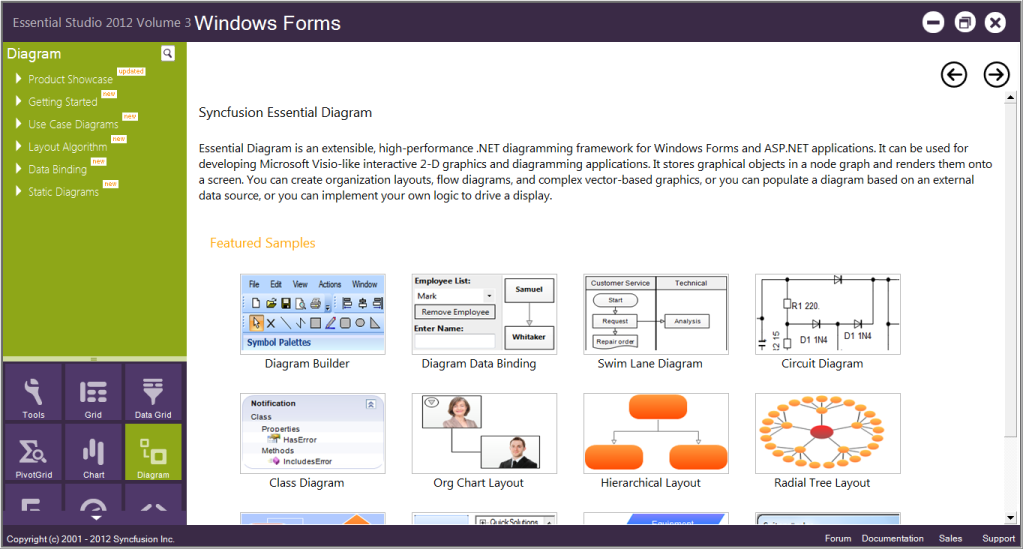 Essential Studio 2012 Volume 3 Windows Forms
Diagram
Product Showcase updated
Getting Started new
Use Case Diagrams new
Layout Algorithm new
Data Binding new
Static Diagrams new
Tools
Grid
Data Grid
PivotGrid
Chart
Diagram
Syncfusion Essential Diagram
Essential Diagram is an extensible, high-performance .NET diagramming framework for Windows Forms and ASP.NET applications. It can be used for
developing Microsoft Visio-like interactive 2-D graphics and diagramming applications. It stores graphical objects in a node graph and renders them onto
a screen. You can create organization layouts, flow diagrams, and complex vector-based graphics, or you can populate a diagram based on an external
data source, or you can implement your own logic to drive a display.
Featured Samples
File Edit View Actions Window
Symbol Palettes
Diagram Builder
Employee List:
Mark
Remove Employee
Enter Name:
Samuel
Whitaker
Diagram Data Binding
Customer Service Technical
Start
Request Analysis
Repair order
Swim Lane Diagram
R1 220.
D1 1N4 D1 1N4
12 15
Circuit Diagram
Notification
Class
Properties
HasError
Methods
IncludesError
Class Diagram
Org Chart Layout
Hierarchical Layout
Radial Tree Layout
QuickSolutions
Equipment
Copyright (c) 2001 - 2012 Syncfusion Inc.
Forum Documentation Sales Support